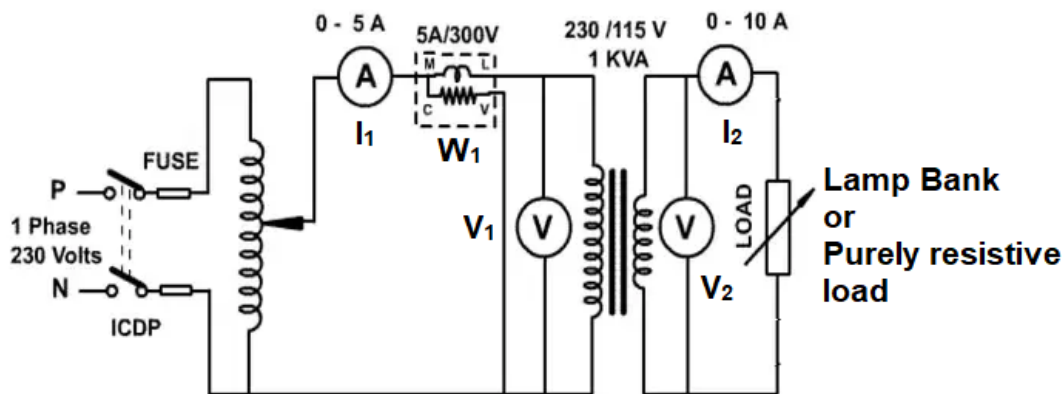 0 - 5 A
5A/300V
230 /115 V
1 KVA
0 - 10 A
A
M
L
C
V
I₁
W₁
A
I₂
FUSE
P
1 Phase
230 Volts
N
ICDP
V₁
V
V
V₂
LOAD
Lamp Bank
or
Purely resistive
load